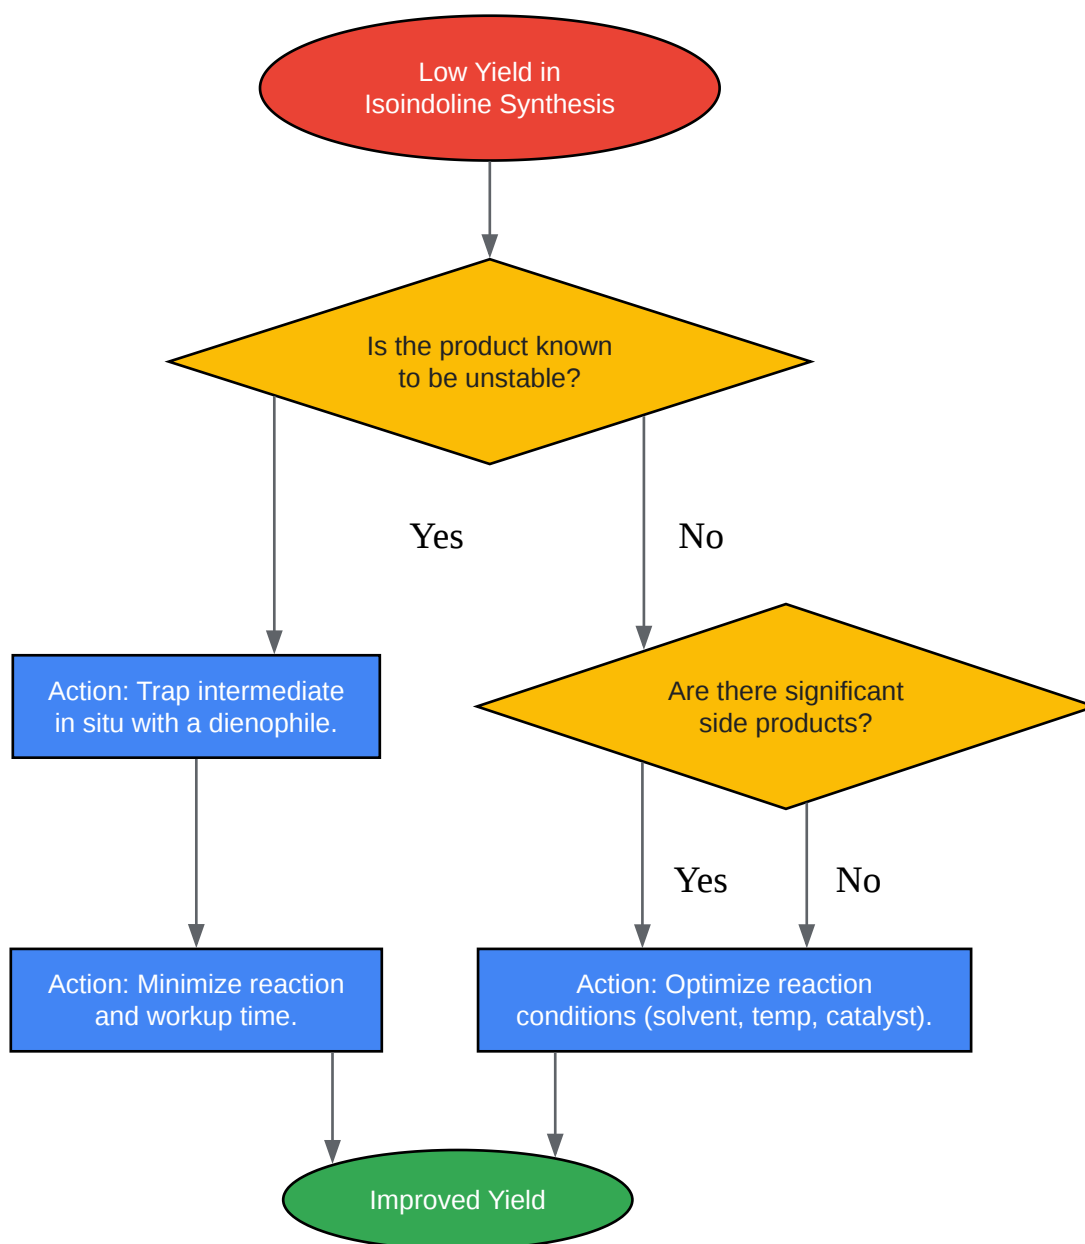 Low Yield in
Isoindoline Synthesis
Is the product known
to be unstable?
Yes
No
Action: Trap intermediate
in situ with a dienophile.
Are there significant
side products?
Yes
No
Action: Minimize reaction
and workup time.
Action: Optimize reaction
conditions (solvent, temp, catalyst).
Improved Yield